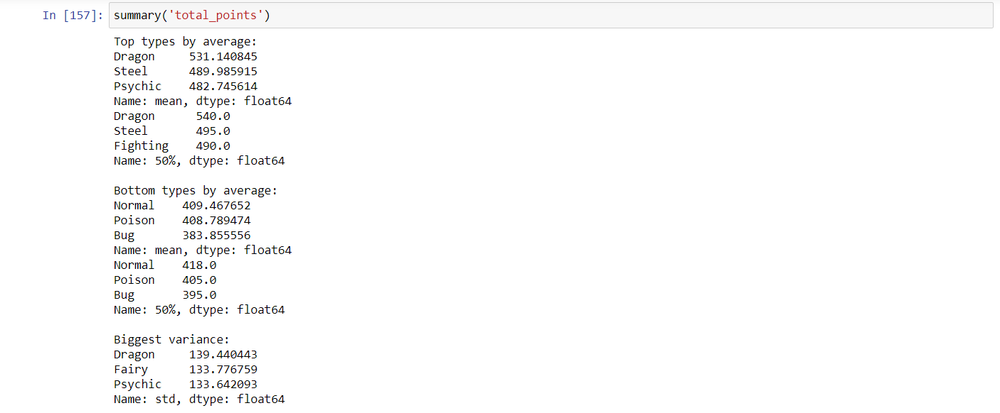 In [157]: summary('total_points')
Top types by average:
Dragon     531.140845
Steel      489.985915
Psychic    482.745614
Name: mean, dtype: float64
Dragon      540.0
Steel       495.0
Fighting    490.0
Name: 50%, dtype: float64

Bottom types by average:
Normal    409.467652
Poison    408.789474
Bug       383.855556
Name: mean, dtype: float64
Normal    418.0
Poison    405.0
Bug       395.0
Name: 50%, dtype: float64

Biggest variance:
Dragon     139.440443
Fairy      133.776759
Psychic    133.642093
Name: std, dtype: float64